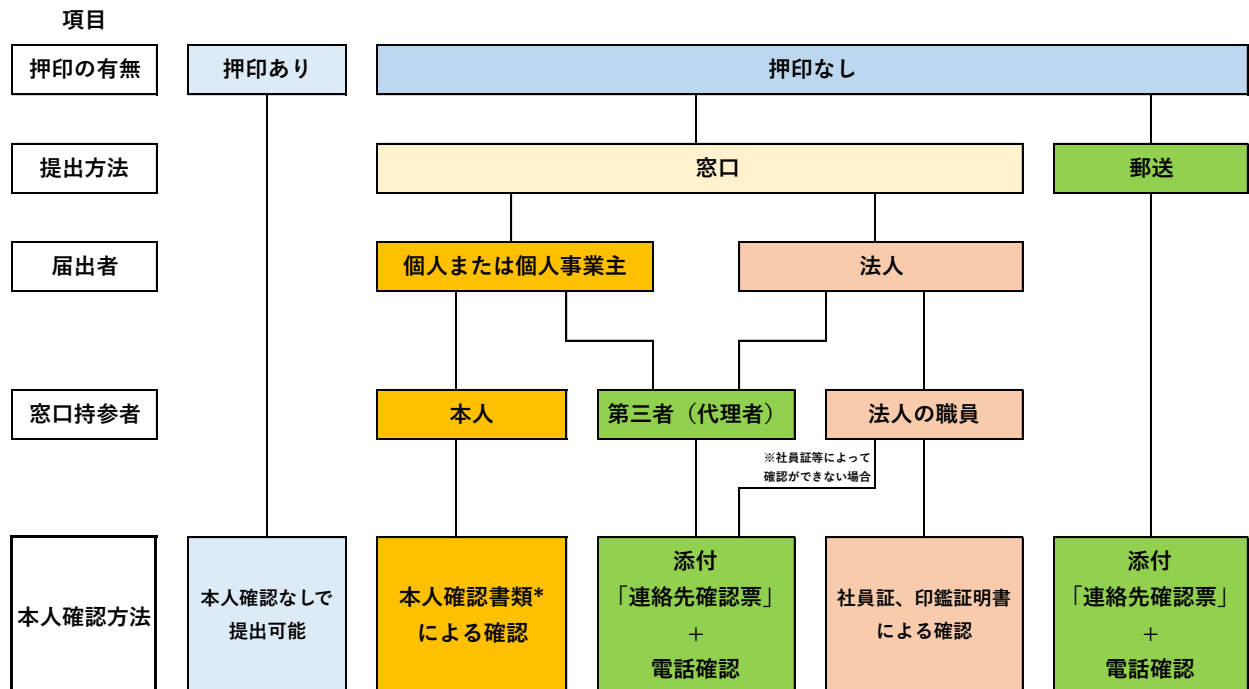 項目
押印の有無
押印あり
押印なし
提出方法
窓口
郵送
届出者
個人または個人事業主
法人
窓口持参者
本人
第三者（代理者）
法人の職員
※社員証等によって
確認ができない場合
本人確認方法
本人確認なしで
提出可能
本人確認書類*
による確認
添付
「連絡先確認票」
+
電話確認
社員証、印鑑証明書
による確認
添付
「連絡先確認票」
+
電話確認